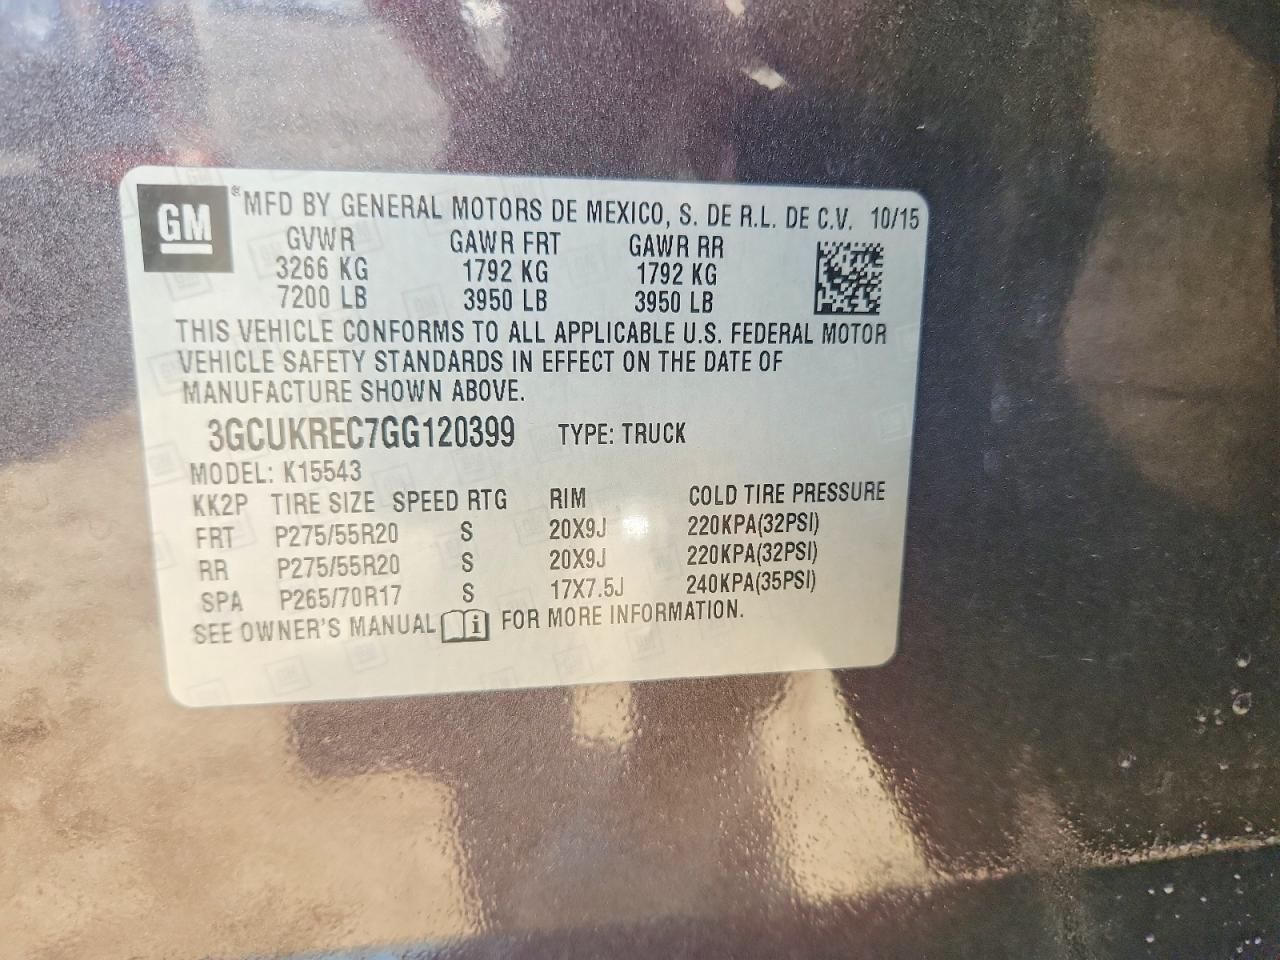 GM ® MFD BY GENERAL MOTORS DE MEXICO, S. DE R.L. DE C.V. 10/15
GVWR GAWR FRT GAWR RR
3266 KG 1792 KG 1792 KG
7200 LB 3950 LB 3950 LB
THIS VEHICLE CONFORMS TO ALL APPLICABLE U.S. FEDERAL MOTOR
VEHICLE SAFETY STANDARDS IN EFFECT ON THE DATE OF
MANUFACTURE SHOWN ABOVE.
3GCUKREC7GG120399 TYPE: TRUCK
MODEL: K15543
KK2P TIRE SIZE SPEED RTG RIM COLD TIRE PRESSURE
FRT P275/55R20 S 20X9J 220KPA(32PSI)
RR P275/55R20 S 20X9J 220KPA(32PSI)
SPA P265/70R17 S 17X7.5J 240KPA(35PSI)
SEE OWNER'S MANUAL i FOR MORE INFORMATION.